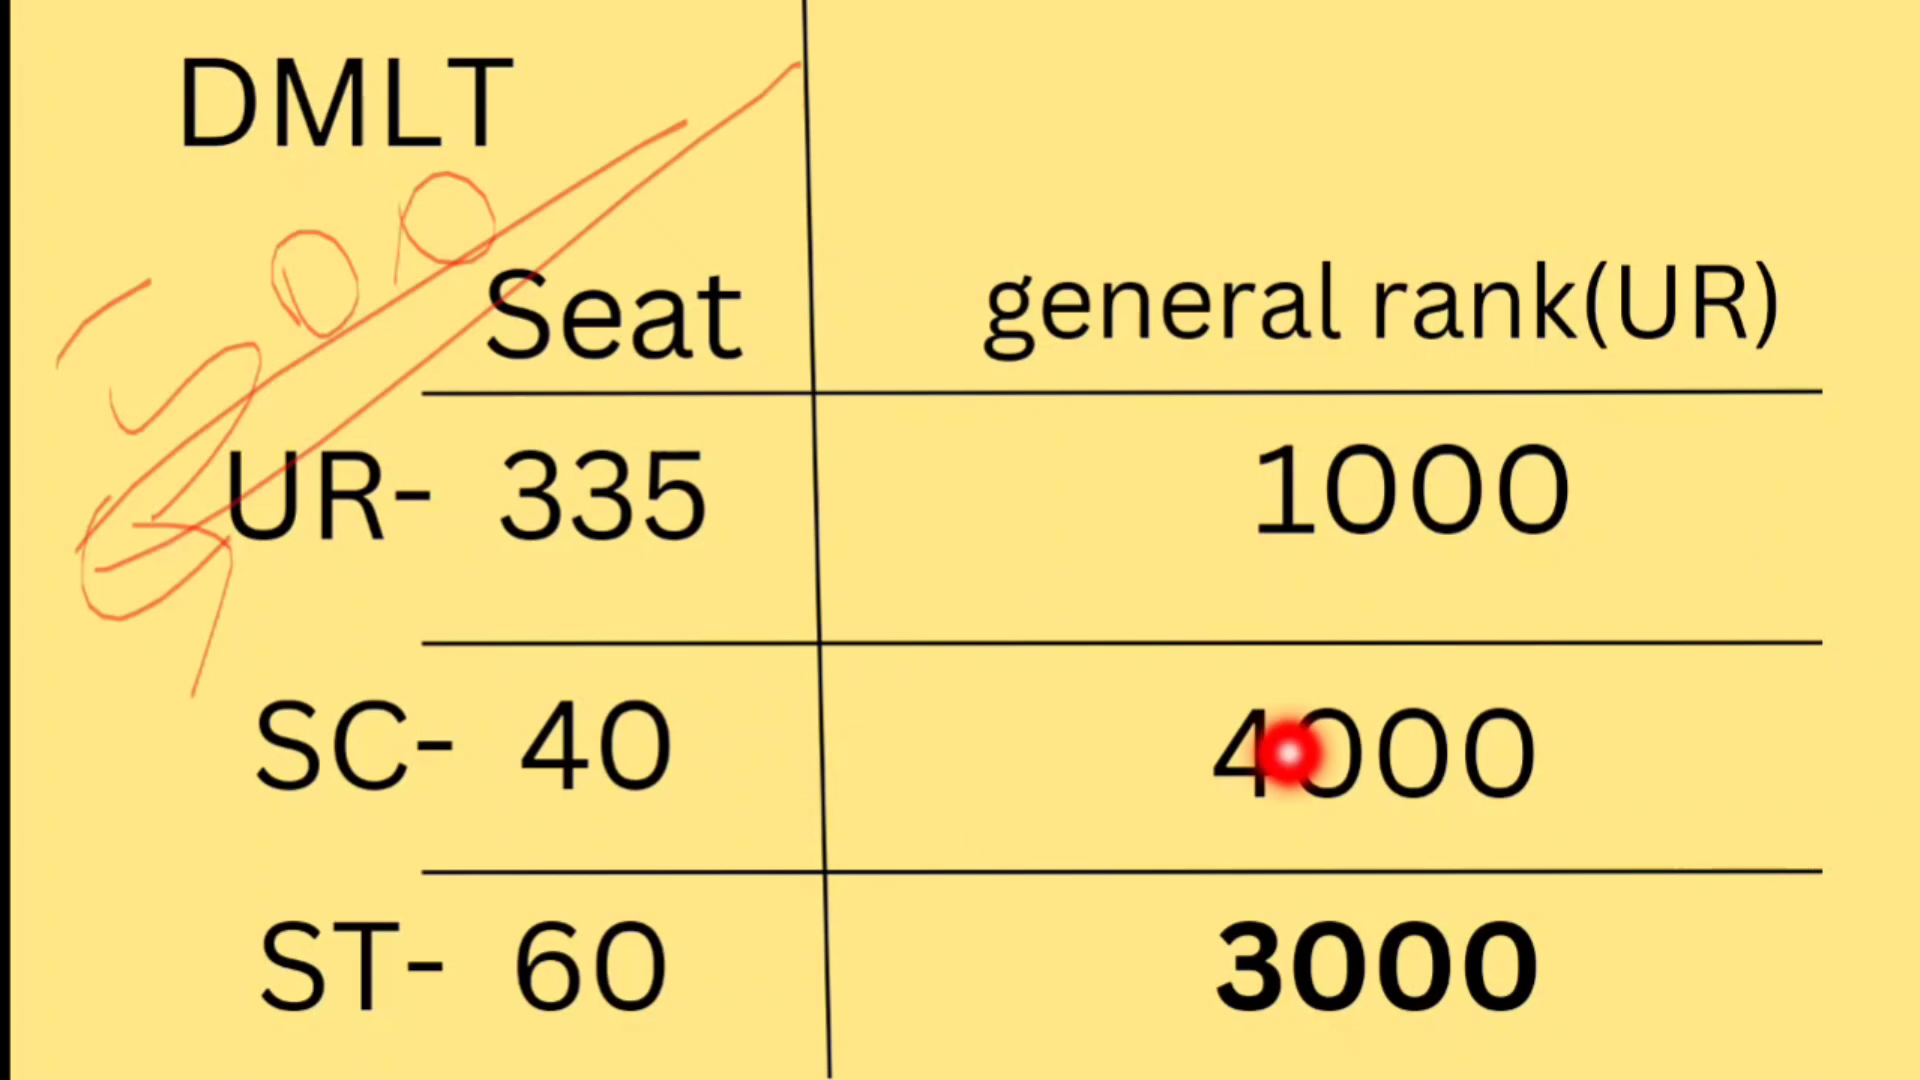 DMLT
Seat general rank(UR)
UR- 335 1000
SC- 40 4000
ST- 60 3000